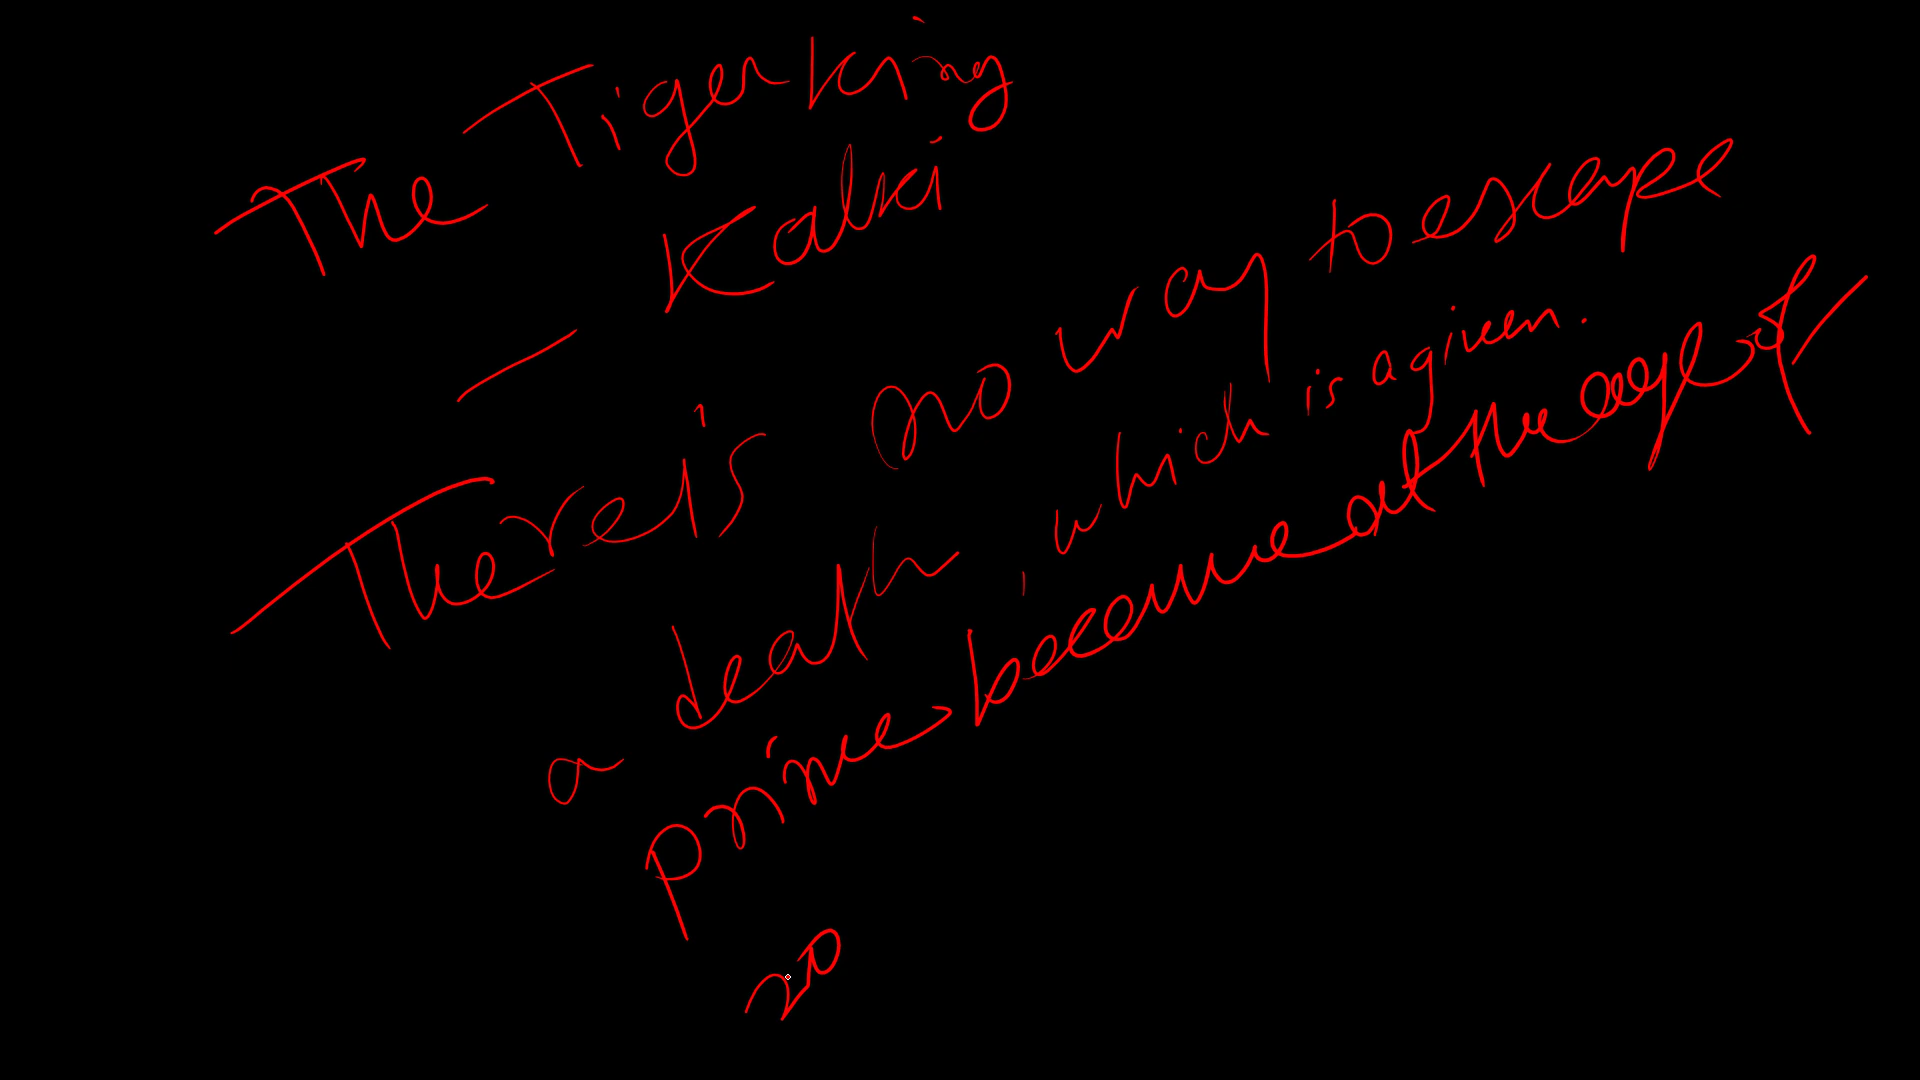 The Tiger King
— Kalki
There is no way to escape
a death, which is a given.
prince become at the age of
20